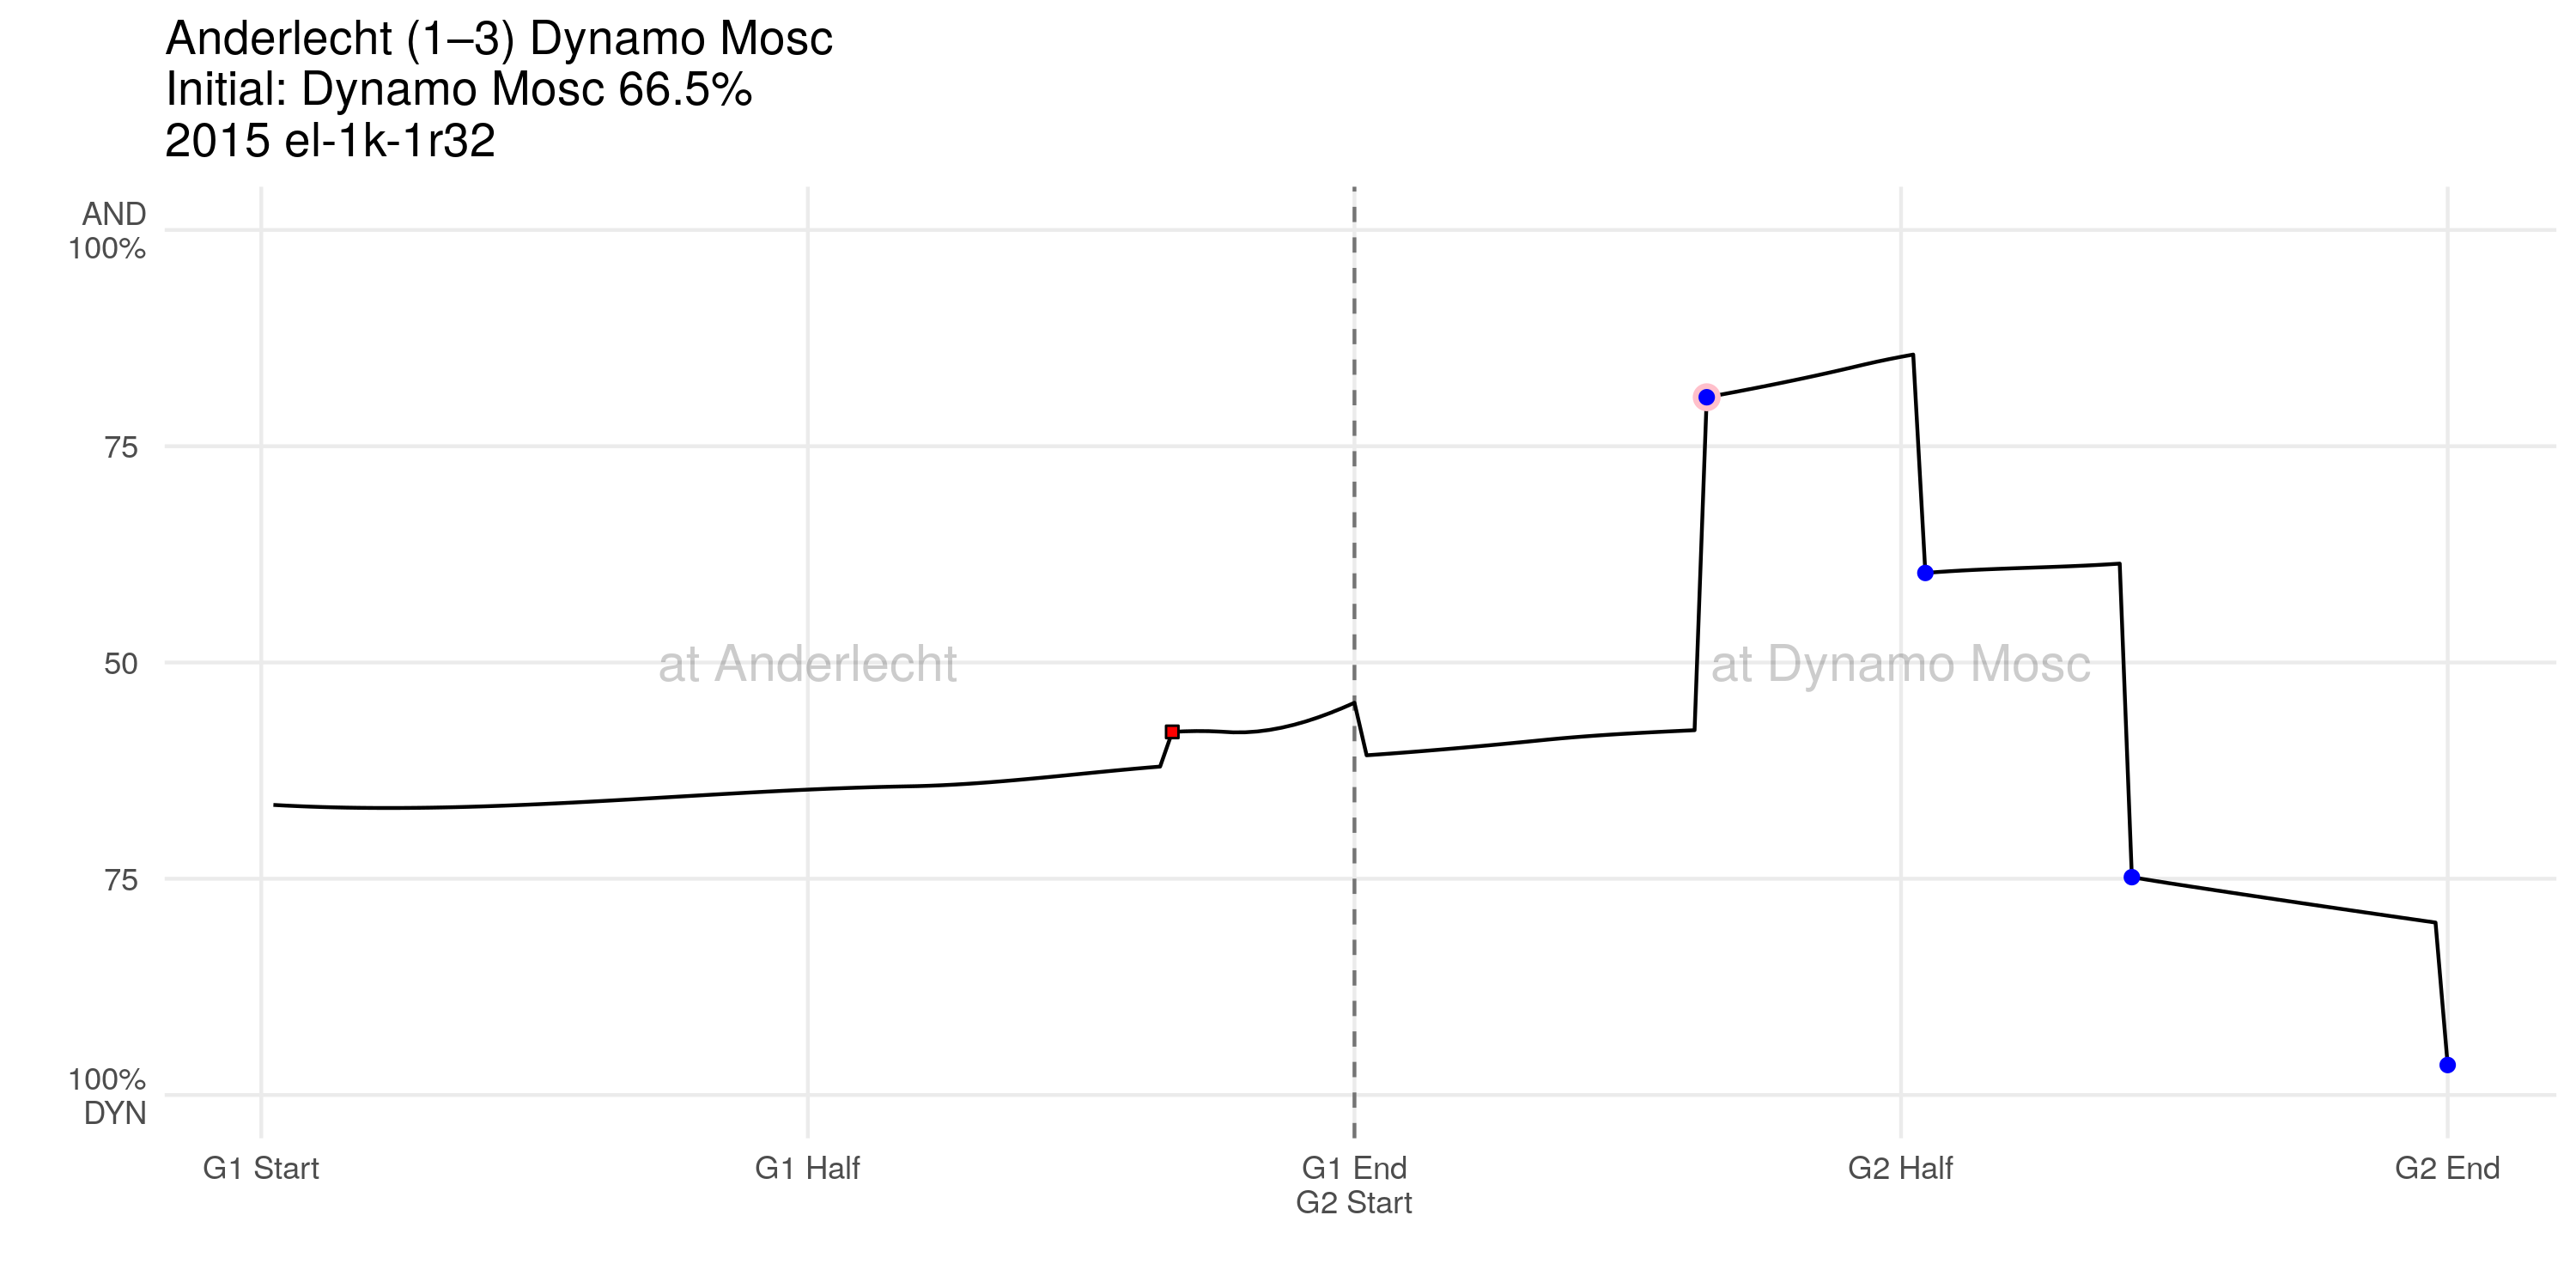 Anderlecht (1–3) Dynamo Mosc
Initial: Dynamo Mosc 66.5%
2015 el-1k-1r32
AND
100%
75
50
75
100%
DYN
at Anderlecht
at Dynamo Mosc
G1 Start
G1 Half
G1 End
G2 Start
G2 Half
G2 End